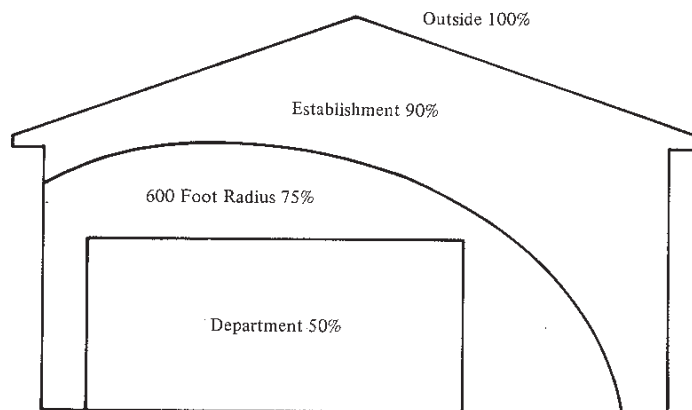 Outside 100%
Establishment 90%
600 Foot Radius 75%
Department 50%